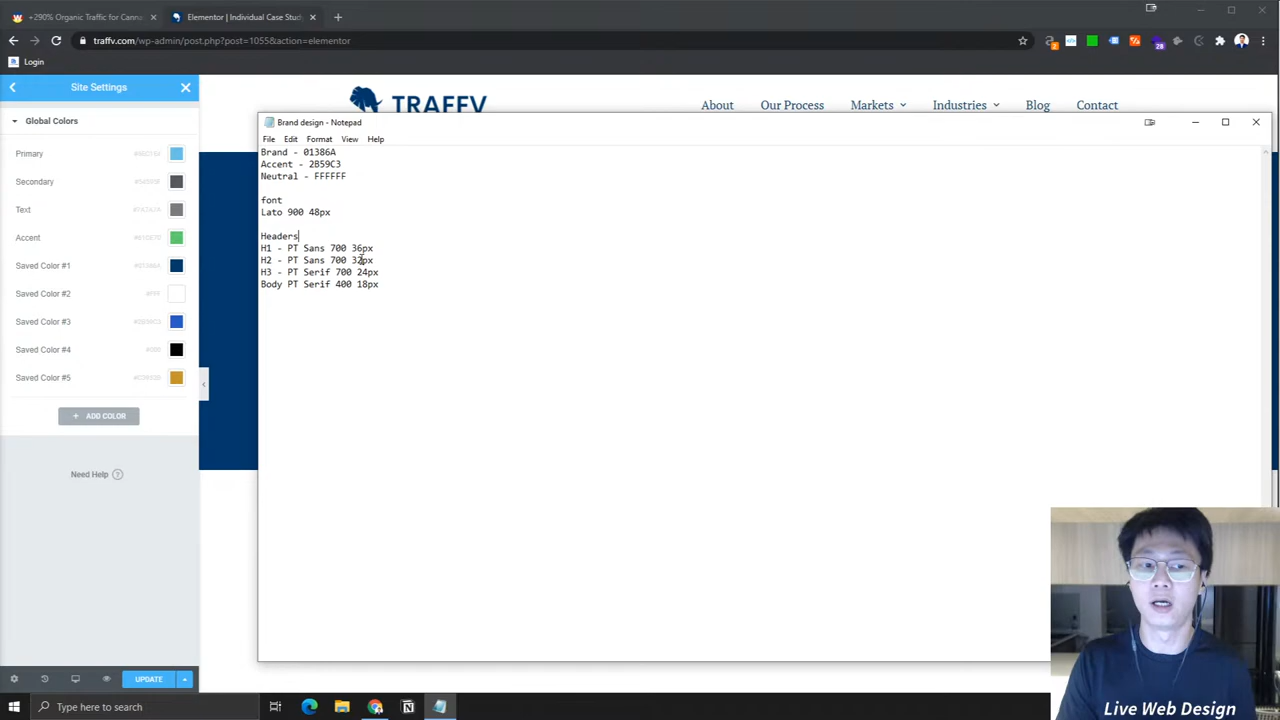 +290% Organic Traffic for Canna
Elementor | Individual Case Stud
traffv.com/wp-admin/post.php?post=1055&action=elementor
Login
Site Settings
Global Colors
Primary
Secondary
Text
Accent
Saved Color #1
Saved Color #2 #FFF
Saved Color #3
Saved Color #4 #000
Saved Color #5
+ ADD COLOR
Need Help ?
UPDATE
TRAFFV
About Our Process Markets Industries Blog Contact
Brand design - Notepad
File Edit Format View Help
Brand - 01386A
Accent - 2B59C3
Neutral - FFFFFF
font
Lato 900 48px
Headers
H1 - PT Sans 700 36px
H2 - PT Sans 700 32px
H3 - PT Serif 700 24px
Body PT Serif 400 18px
Type here to search
Live Web Design